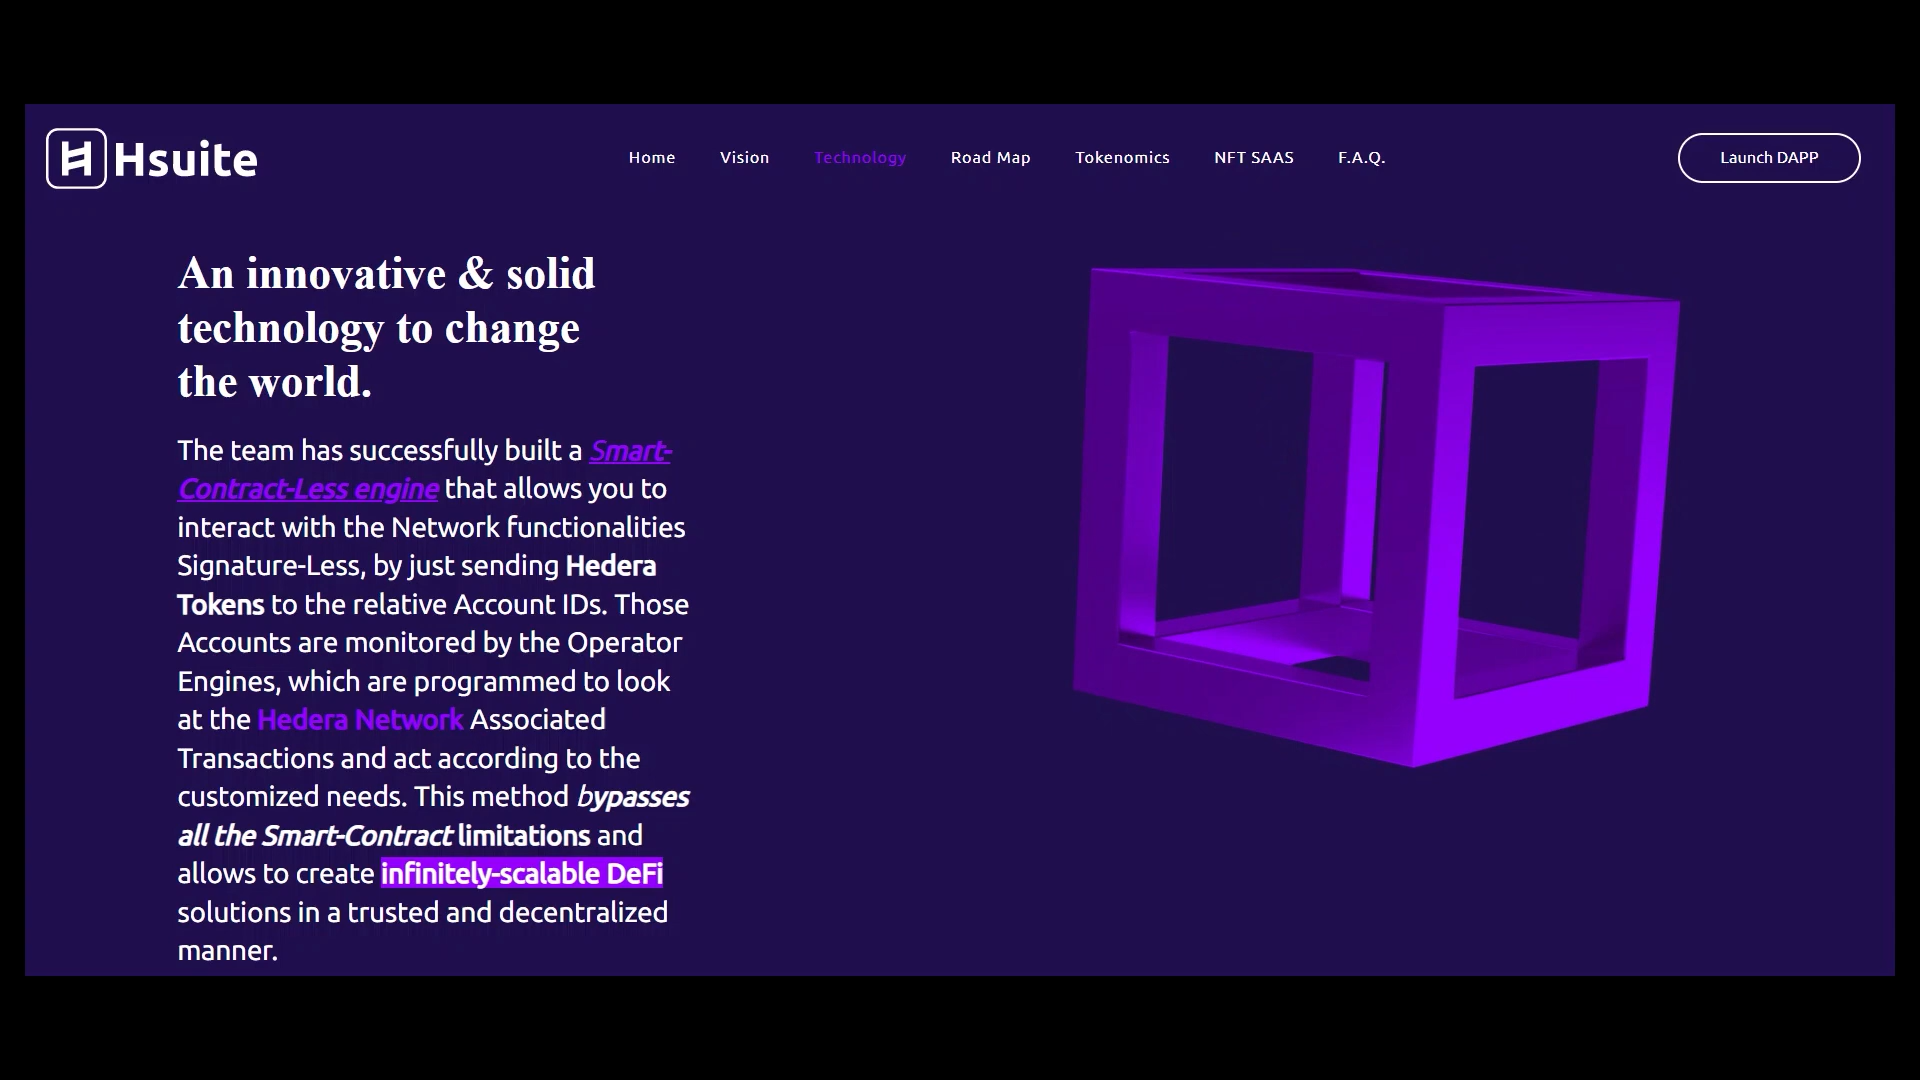 Hsuite
Home Vision Technology Road Map Tokenomics NFT SAAS F.A.Q. Launch DAPP
An innovative & solid
technology to change
the world.
The team has successfully built a Smart-
Contract-Less engine that allows you to
interact with the Network functionalities
Signature-Less, by just sending Hedera
Tokens to the relative Account IDs. Those
Accounts are monitored by the Operator
Engines, which are programmed to look
at the Hedera Network Associated
Transactions and act according to the
customized needs. This method bypasses
all the Smart-Contract limitations and
allows to create infinitely-scalable DeFi
solutions in a trusted and decentralized
manner.